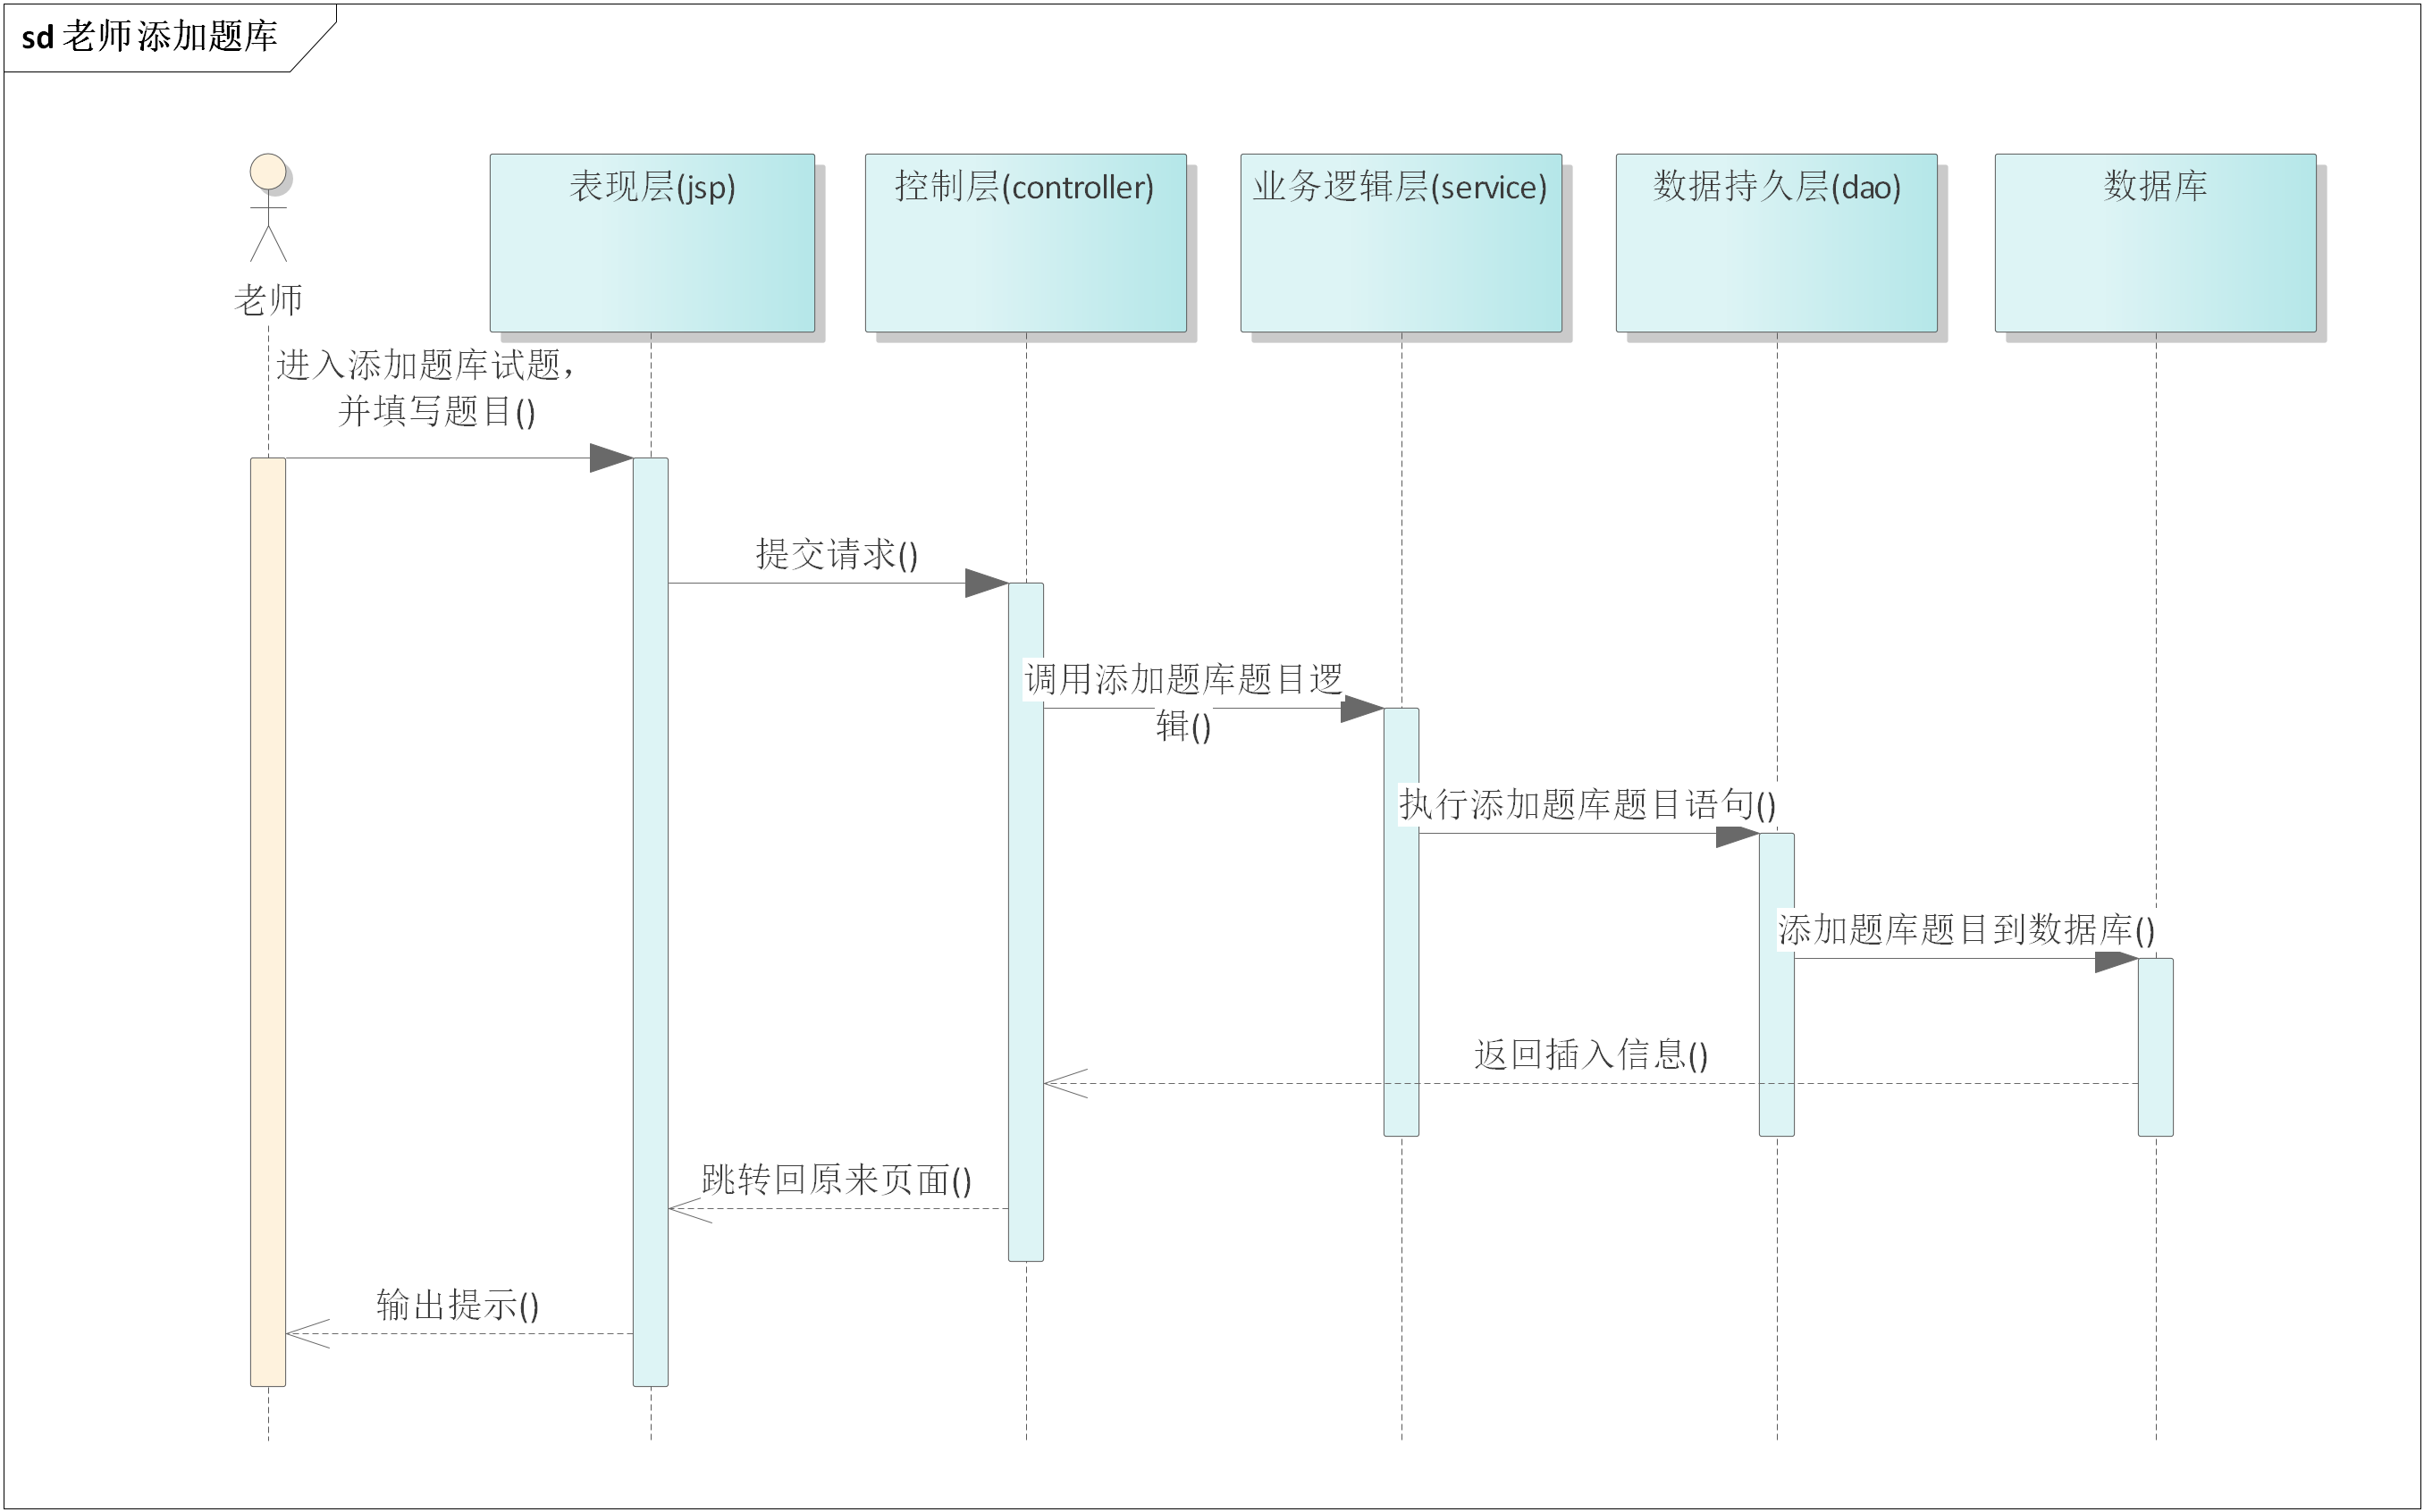 sd 老师添加题库
表现层(jsp)
控制层(controller)
业务逻辑层(service)
数据持久层(dao)
数据库
老师
进入添加题库试题，
并填写题目()
提交请求()
调用添加题库题目逻
辑()
执行添加题库题目语句()
添加题库题目到数据库()
返回插入信息()
跳转回原来页面()
输出提示()